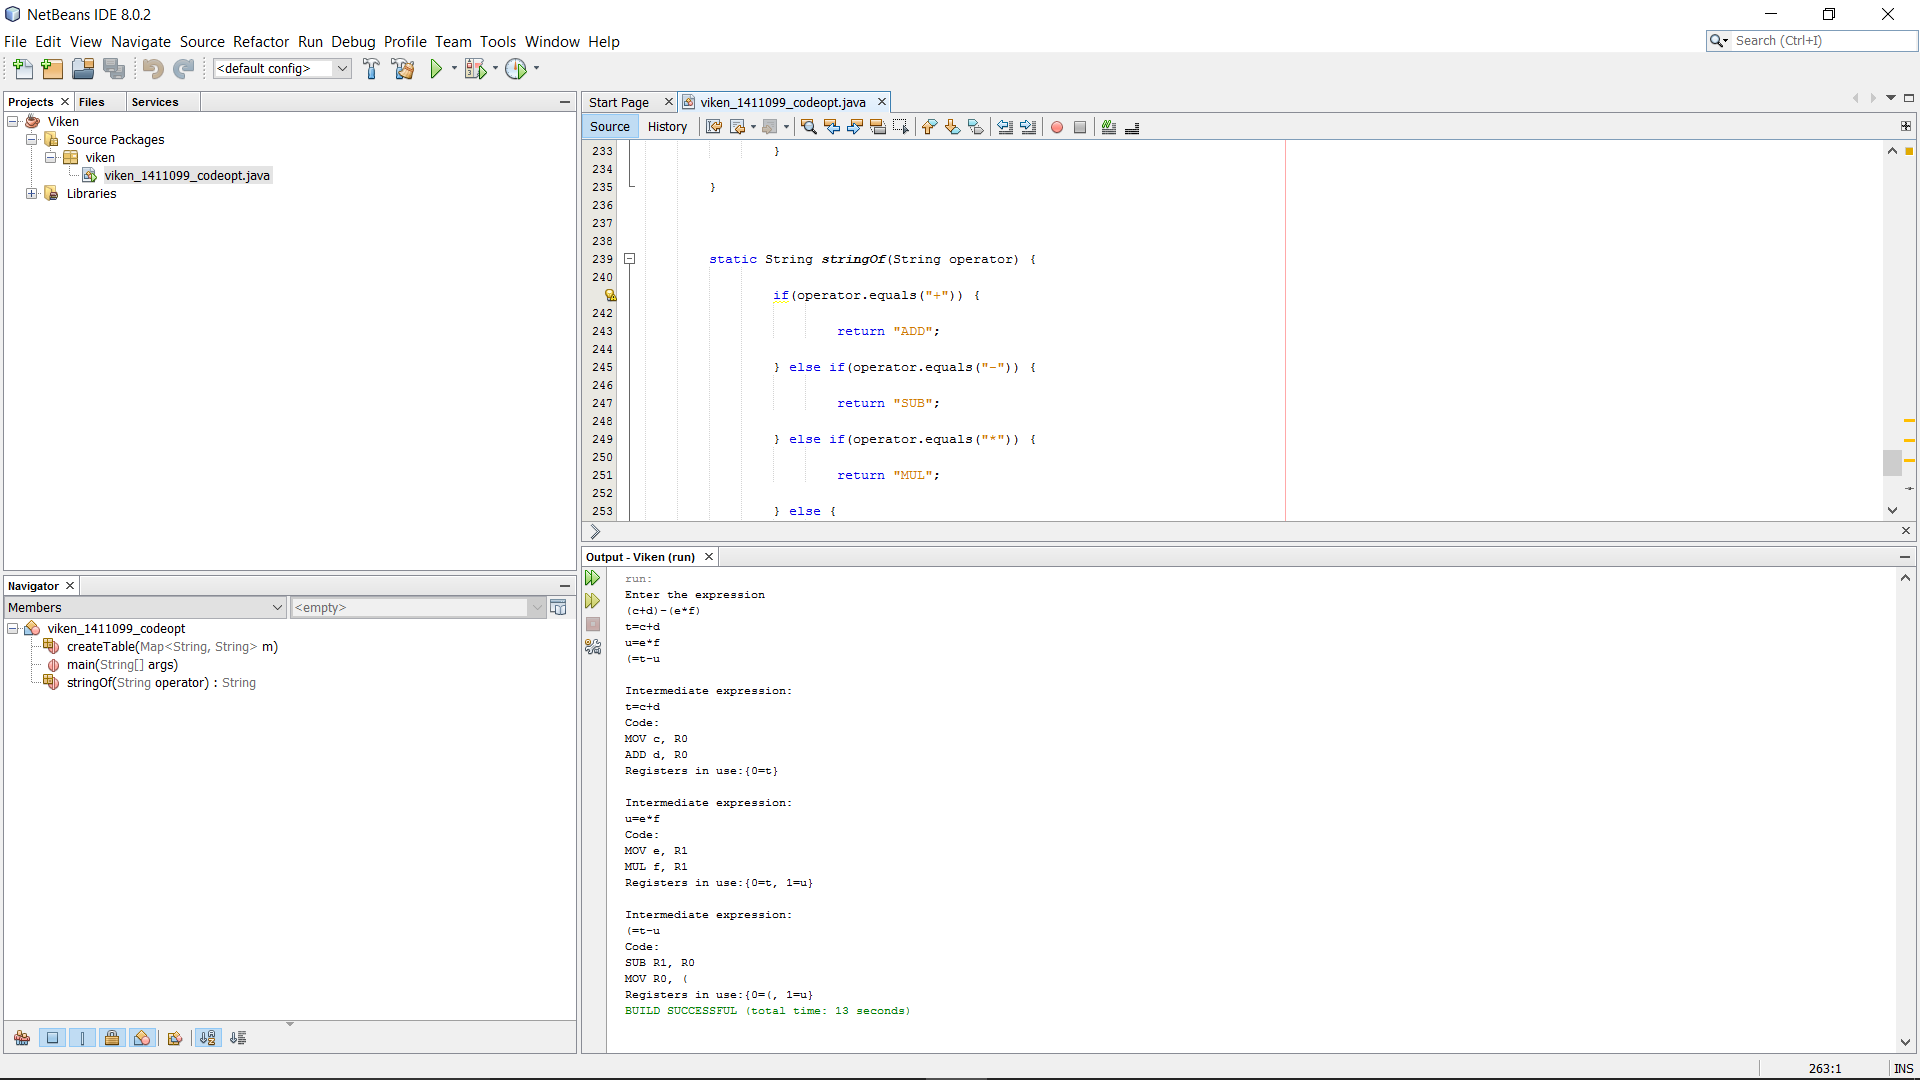 NetBeans IDE 8.0.2
File Edit View Navigate Source Refactor Run Debug Profile Team Tools Window Help
Search (Ctrl+I)
<default config>
Projects Files Services
Viken
Source Packages
viken
viken_1411099_codeopt.java
Libraries
Navigator
Members
<empty>
viken_1411099_codeopt
createTable(Map<String, String> m)
main(String[] args)
stringOf(String operator) : String
Start Page viken_1411099_codeopt.java
Source History
233 }
234
235 }
236
237
238
239 static String stringOf(String operator) {
240
if(operator.equals("+")) {
242
243 return "ADD";
244
245 } else if(operator.equals("-")) {
246
247 return "SUB";
248
249 } else if(operator.equals("*")) {
250
251 return "MUL";
252
253 } else {
Output - Viken (run)
run:
Enter the expression
(c+d)-(e*f)
t=c+d
u=e*f
(=t-u
Intermediate expression:
t=c+d
Code:
MOV c, R0
ADD d, R0
Registers in use:{0=t}
Intermediate expression:
u=e*f
Code:
MOV e, R1
MUL f, R1
Registers in use:{0=t, 1=u}
Intermediate expression:
(=t-u
Code:
SUB R1, R0
MOV R0, (
Registers in use:{0=(, 1=u}
BUILD SUCCESSFUL (total time: 13 seconds)
263:1 INS